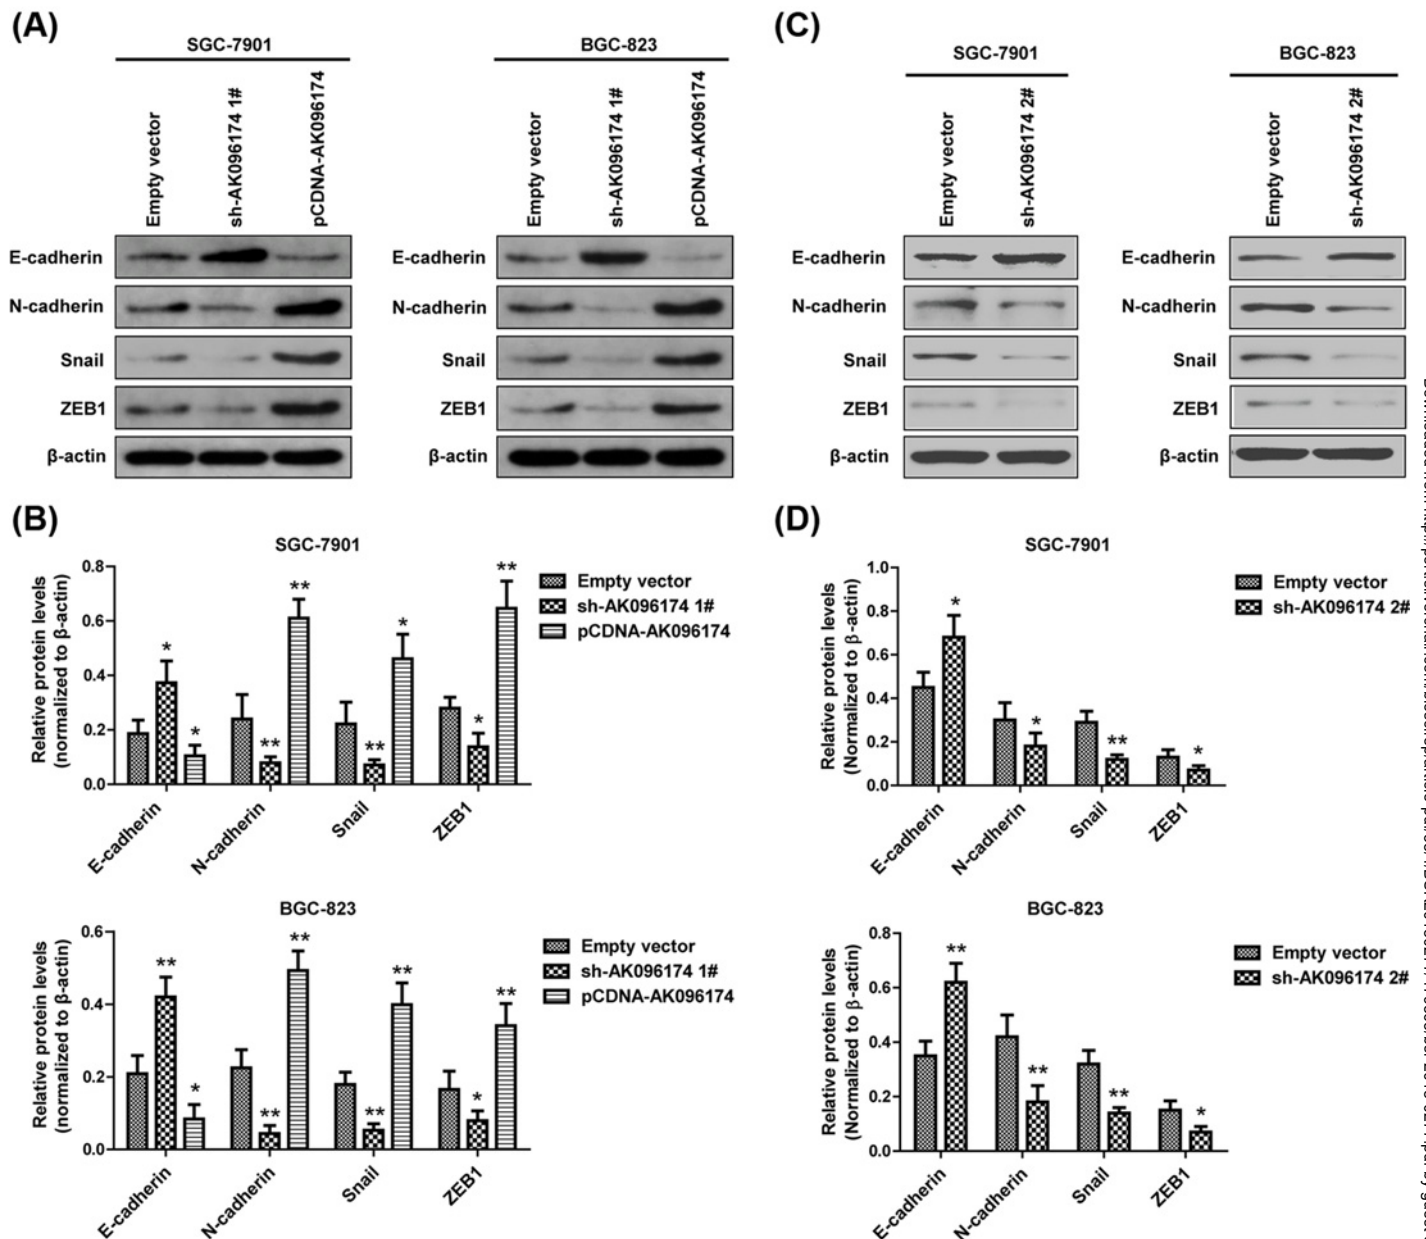 (A)
SGC-7901
BGC-823
Empty vector
sh-AK096174 1#
pCDNA-AK096174
Empty vector
sh-AK096174 1#
pCDNA-AK096174
E-cadherin
N-cadherin
Snail
ZEB1
β-actin
E-cadherin
N-cadherin
Snail
ZEB1
β-actin
(C)
SGC-7901
BGC-823
Empty vector
sh-AK096174 2#
Empty vector
sh-AK096174 2#
E-cadherin
N-cadherin
Snail
ZEB1
β-actin
E-cadherin
N-cadherin
Snail
ZEB1
β-actin
(B)
SGC-7901
Relative protein levels
(normalized to β-actin)
0.8
0.6
0.4
0.2
0.0
* * ** ** ** * * **
E-cadherin
N-cadherin
Snail
ZEB1
Empty vector
sh-AK096174 1#
pCDNA-AK096174
BGC-823
Relative protein levels
(normalized to β-actin)
0.6
0.4
0.2
0.0
** * ** ** ** ** * **
E-cadherin
N-cadherin
Snail
ZEB1
Empty vector
sh-AK096174 1#
pCDNA-AK096174
(D)
SGC-7901
Relative protein levels
(Normalized to β-actin)
1.0
0.8
0.6
0.4
0.2
0.0
* * ** *
E-cadherin
N-cadherin
Snail
ZEB1
Empty vector
sh-AK096174 2#
BGC-823
Relative protein levels
(Normalized to β-actin)
0.8
0.6
0.4
0.2
0.0
** ** ** *
E-cadherin
N-cadherin
Snail
ZEB1
Empty vector
sh-AK096174 2#